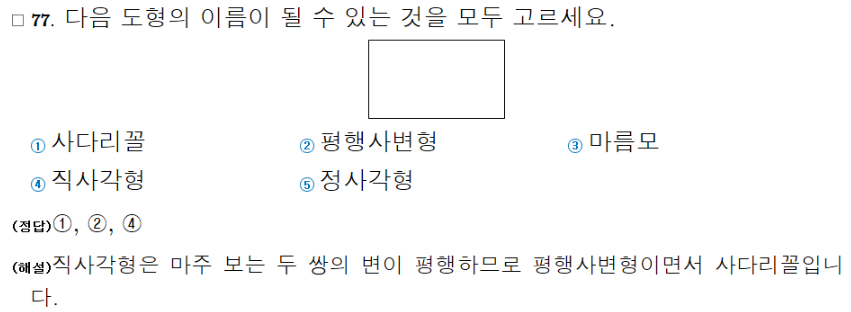 □ 77. 다음 도형의 이름이 될 수 있는 것을 모두 고르세요.
① 사다리꼴 ② 평행사변형 ③ 마름모
④ 직사각형 ⑤ 정사각형
(정답)①, ②, ④
(해설)직사각형은 마주 보는 두 쌍의 변이 평행하므로 평행사변형이면서 사다리꼴입니
다.